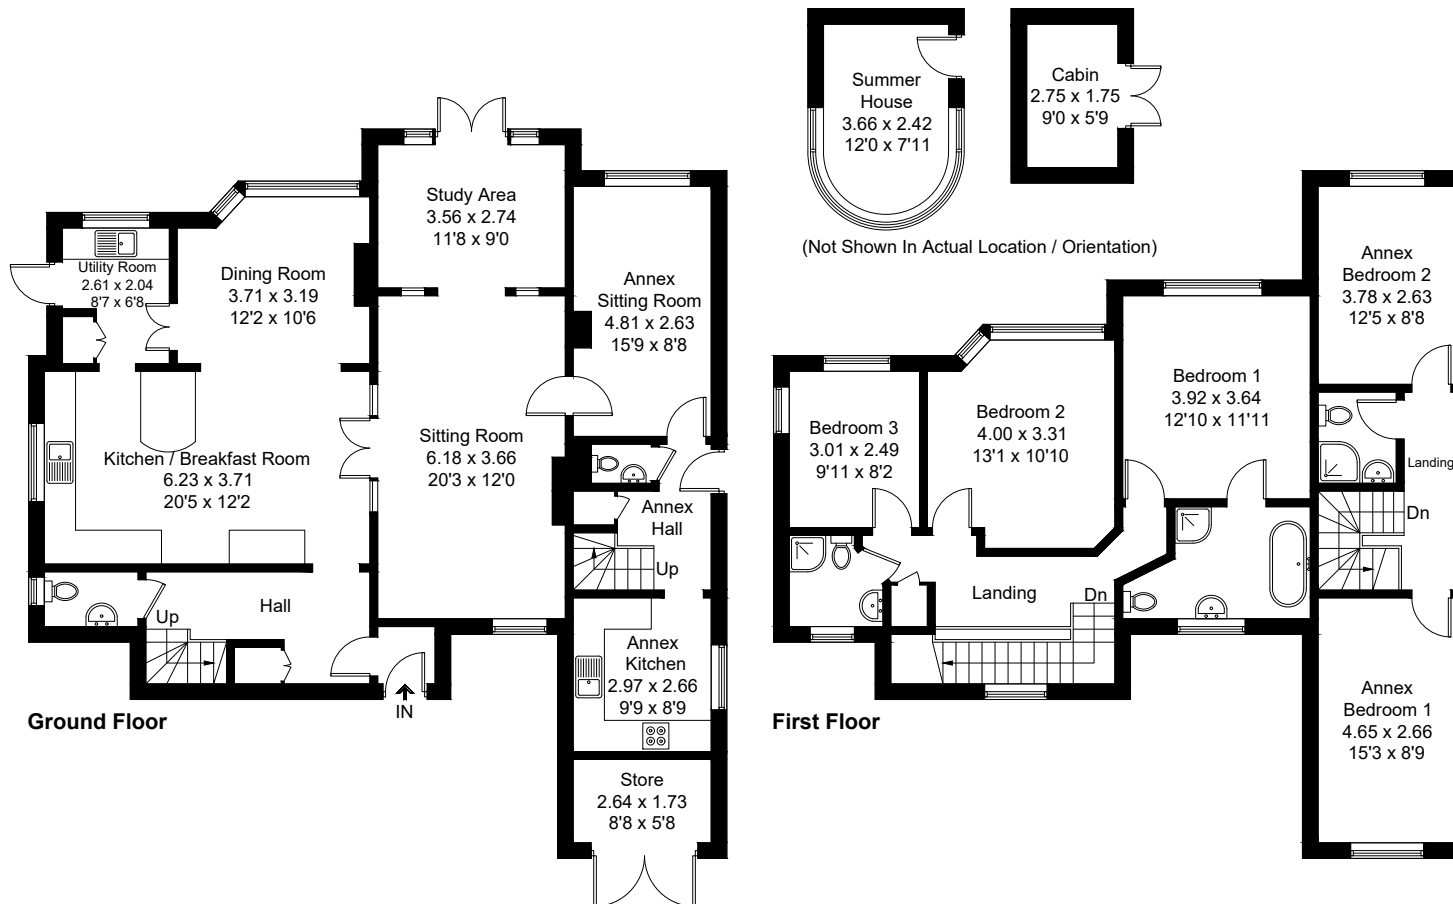 Summer
House
3.66 x 2.42
12'0 x 7'11
Cabin
2.75 x 1.75
9'0 x 5'9
(Not Shown In Actual Location / Orientation)
Study Area
3.56 x 2.74
11'8 x 9'0
Utility Room
2.61 x 2.04
8'7 x 6'8
Dining Room
3.71 x 3.19
12'2 x 10'6
Annex
Sitting Room
4.81 x 2.63
15'9 x 8'8
Kitchen / Breakfast Room
6.23 x 3.71
20'5 x 12'2
Sitting Room
6.18 x 3.66
20'3 x 12'0
Annex
Hall
Up
Hall
Up
Annex
Kitchen
2.97 x 2.66
9'9 x 8'9
IN
Store
2.64 x 1.73
8'8 x 5'8
Ground Floor
Annex
Bedroom 2
3.78 x 2.63
12'5 x 8'8
Bedroom 1
3.92 x 3.64
12'10 x 11'11
Bedroom 2
4.00 x 3.31
13'1 x 10'10
Bedroom 3
3.01 x 2.49
9'11 x 8'2
Landing
Dn
Landing
Dn
Annex
Bedroom 1
4.65 x 2.66
15'3 x 8'9
First Floor